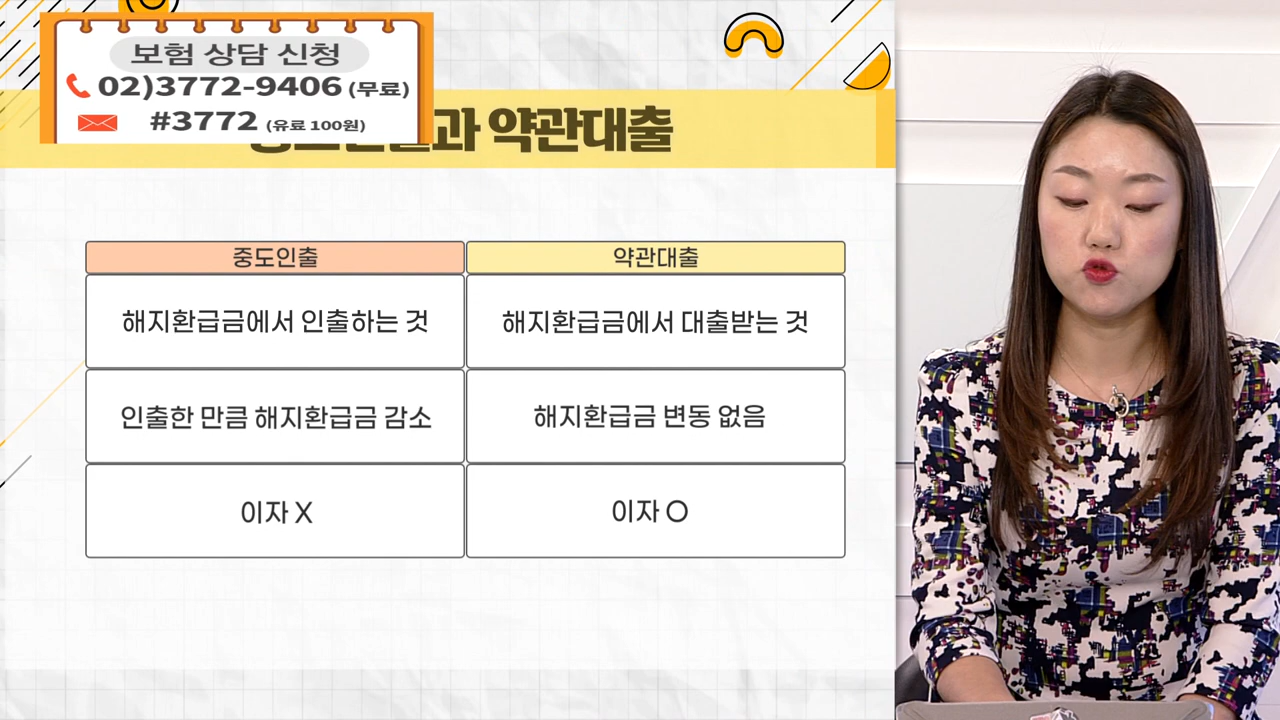 보험 상담 신청
02)3772-9406 (무료)
#3772 (유료 100원)
과 약관대출
중도인출
약관대출
해지환급금에서 인출하는 것
해지환급금에서 대출받는 것
인출한 만큼 해지환급금 감소
해지환급금 변동 없음
이자 X
이자 O